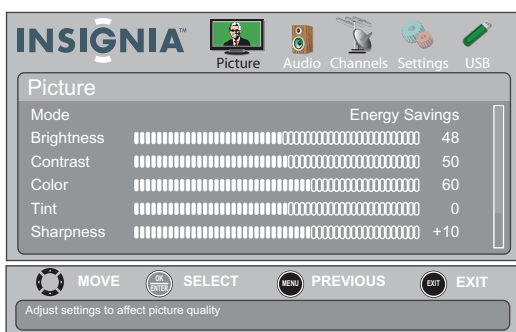 INSIGNIA™
Picture Audio Channels Settings USB
Picture
Mode Energy Savings
Brightness 48
Contrast 50
Color 60
Tint 0
Sharpness +10
MOVE OK ENTER SELECT MENU PREVIOUS EXIT EXIT
Adjust settings to affect picture quality